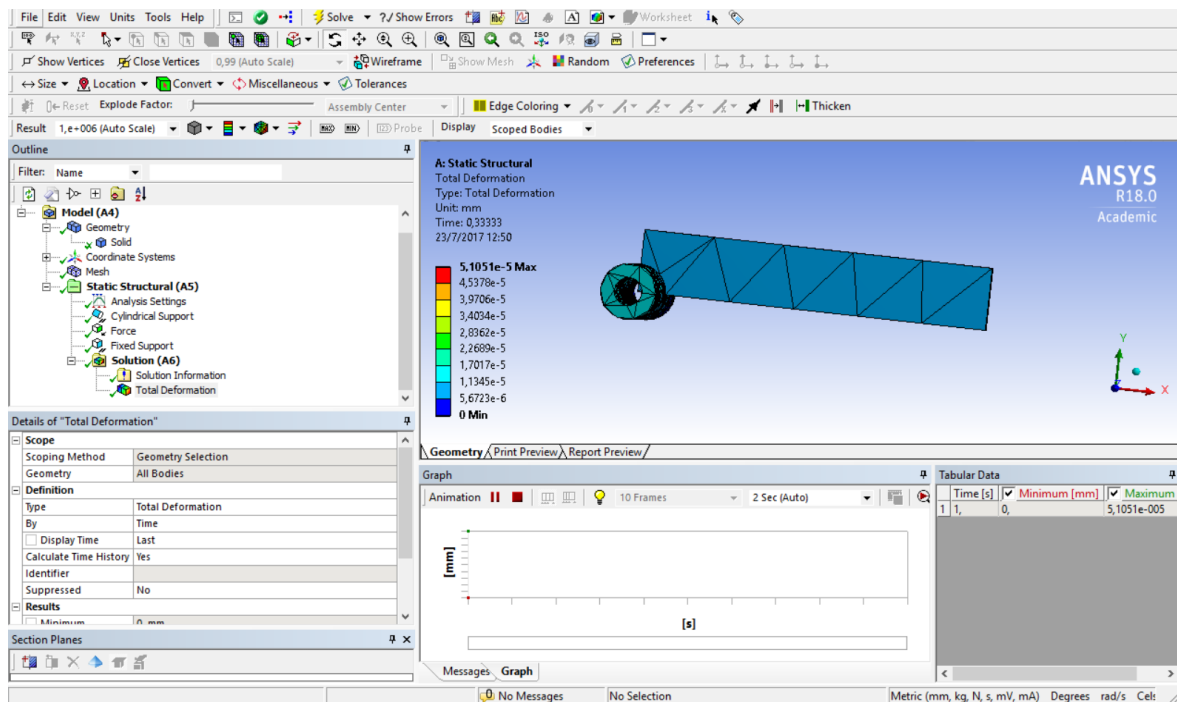 File Edit View Units Tools Help Solve ?/ Show Errors Worksheet
Show Vertices Close Vertices 0,99 (Auto Scale) Wireframe Show Mesh Random Preferences
Size Location Convert Miscellaneous Tolerances
Reset Explode Factor: Assembly Center Edge Coloring Thicken
Result 1,e+006 (Auto Scale) Probe Display Scoped Bodies
Outline
Filter: Name
Model (A4)
Geometry
Solid
Coordinate Systems
Mesh
Static Structural (A5)
Analysis Settings
Cylindrical Support
Force
Fixed Support
Solution (A6)
Solution Information
Total Deformation
Details of "Total Deformation"
Scope
Scoping Method Geometry Selection
Geometry All Bodies
Definition
Type Total Deformation
By Time
Display Time Last
Calculate Time History Yes
Identifier
Suppressed No
Results
Minimum 0, mm
Section Planes
A: Static Structural
Total Deformation
Type: Total Deformation
Unit: mm
Time: 0,33333
23/7/2017 12:50
5,1051e-5 Max
4,5378e-5
3,9706e-5
3,4034e-5
2,8362e-5
2,2689e-5
1,7017e-5
1,1345e-5
5,6723e-6
0 Min
ANSYS
R18.0
Academic
Y
X
Geometry Print Preview Report Preview
Graph
Animation 10 Frames 2 Sec (Auto)
[mm]
[s]
Messages Graph
Tabular Data
Time [s] Minimum [mm] Maximum
1 1, 0, 5,1051e-005
No Messages No Selection Metric (mm, kg, N, s, mV, mA) Degrees rad/s